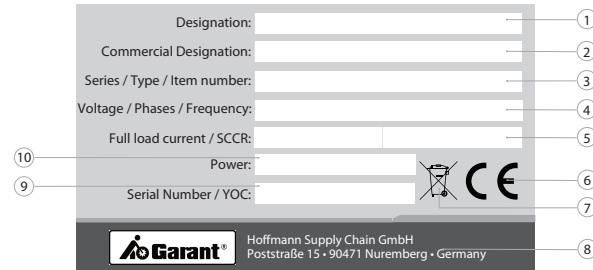 Designation:
1
Commercial Designation:
2
Series / Type / Item number:
3
Voltage / Phases / Frequency:
4
Full load current / SCCR:
5
10
Power:
9
Serial Number / YOC:
CE
6
7
Garant®
Hoffmann Supply Chain GmbH
Poststraße 15 • 90471 Nuremberg • Germany
8